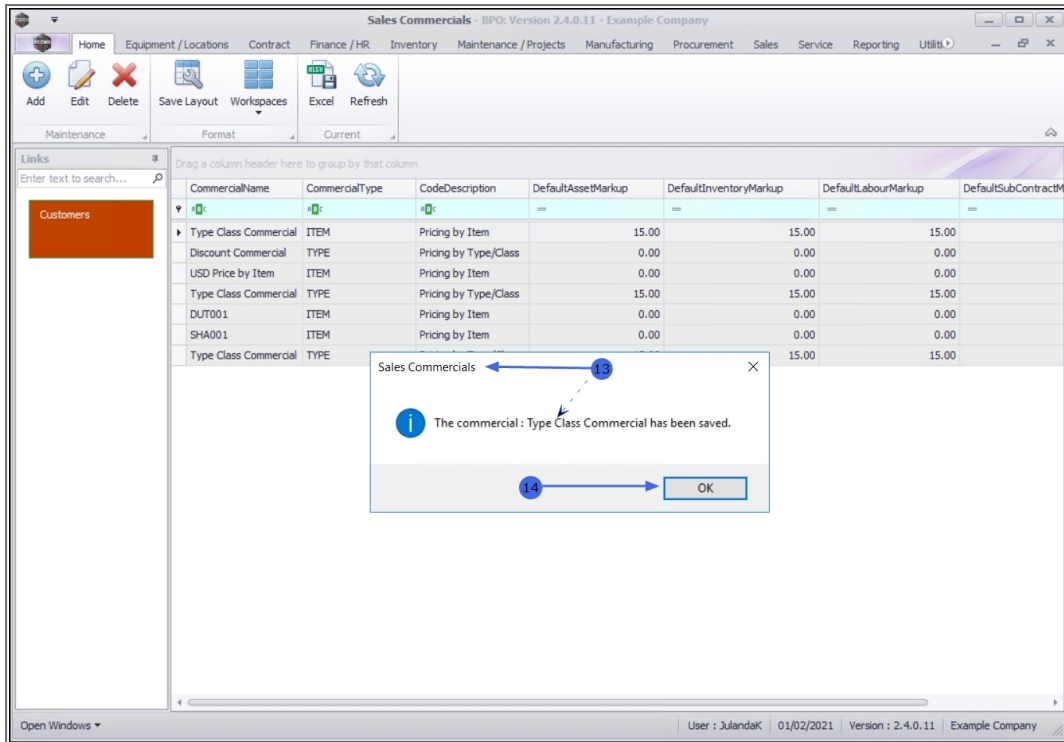 Sales Commercials - BPO: Version 2.4.0.11 - Example Company
Home Equipment / Locations Contract Finance / HR Inventory Maintenance / Projects Manufacturing Procurement Sales Service Reporting Utiliti
Add Edit Delete Save Layout Workspaces Excel Refresh
Maintenance Format Current
Links
Enter text to search...
Customers
Drag a column header here to group by that column
CommercialName CommercialType CodeDescription DefaultAssetMarkup DefaultInventoryMarkup DefaultLabourMarkup DefaultSubContractM
Type Class Commercial ITEM Pricing by Item 15.00 15.00 15.00
Discount Commercial TYPE Pricing by Type/Class 0.00 0.00 0.00
USD Price by Item ITEM Pricing by Item 0.00 0.00 0.00
Type Class Commercial TYPE Pricing by Type/Class 15.00 15.00 15.00
DUT001 ITEM Pricing by Item 0.00 0.00 0.00
SHA001 ITEM Pricing by Item 0.00 0.00 0.00
Type Class Commercial TYPE 15.00 15.00
Sales Commercials 13
The commercial : Type Class Commercial has been saved.
14 OK
Open Windows User : JulandaK 01/02/2021 Version : 2.4.0.11 Example Company